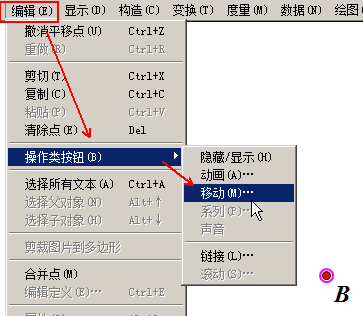 编辑(E) 显示(D) 构造(C) 变换(T) 度量(M) 数据(N) 绘图
撤消平移点(U) Ctrl+Z
重做(R) Ctrl+R
剪切(T) Ctrl+X
复制(C) Ctrl+C
粘贴(P) Ctrl+V
清除点(E) Del
操作类按钮(B)
隐藏/显示(H)
动画(A)…
移动(M)…
系列(P)…
声音
链接(L)…
滚动(S)…
选择所有文本(A) Ctrl+A
选择父对象(N) Alt+↑
选择子对象(H) Alt+↓
剪裁图片到多边形
合并点(M)
编辑定义(E)… Ctrl+E
B